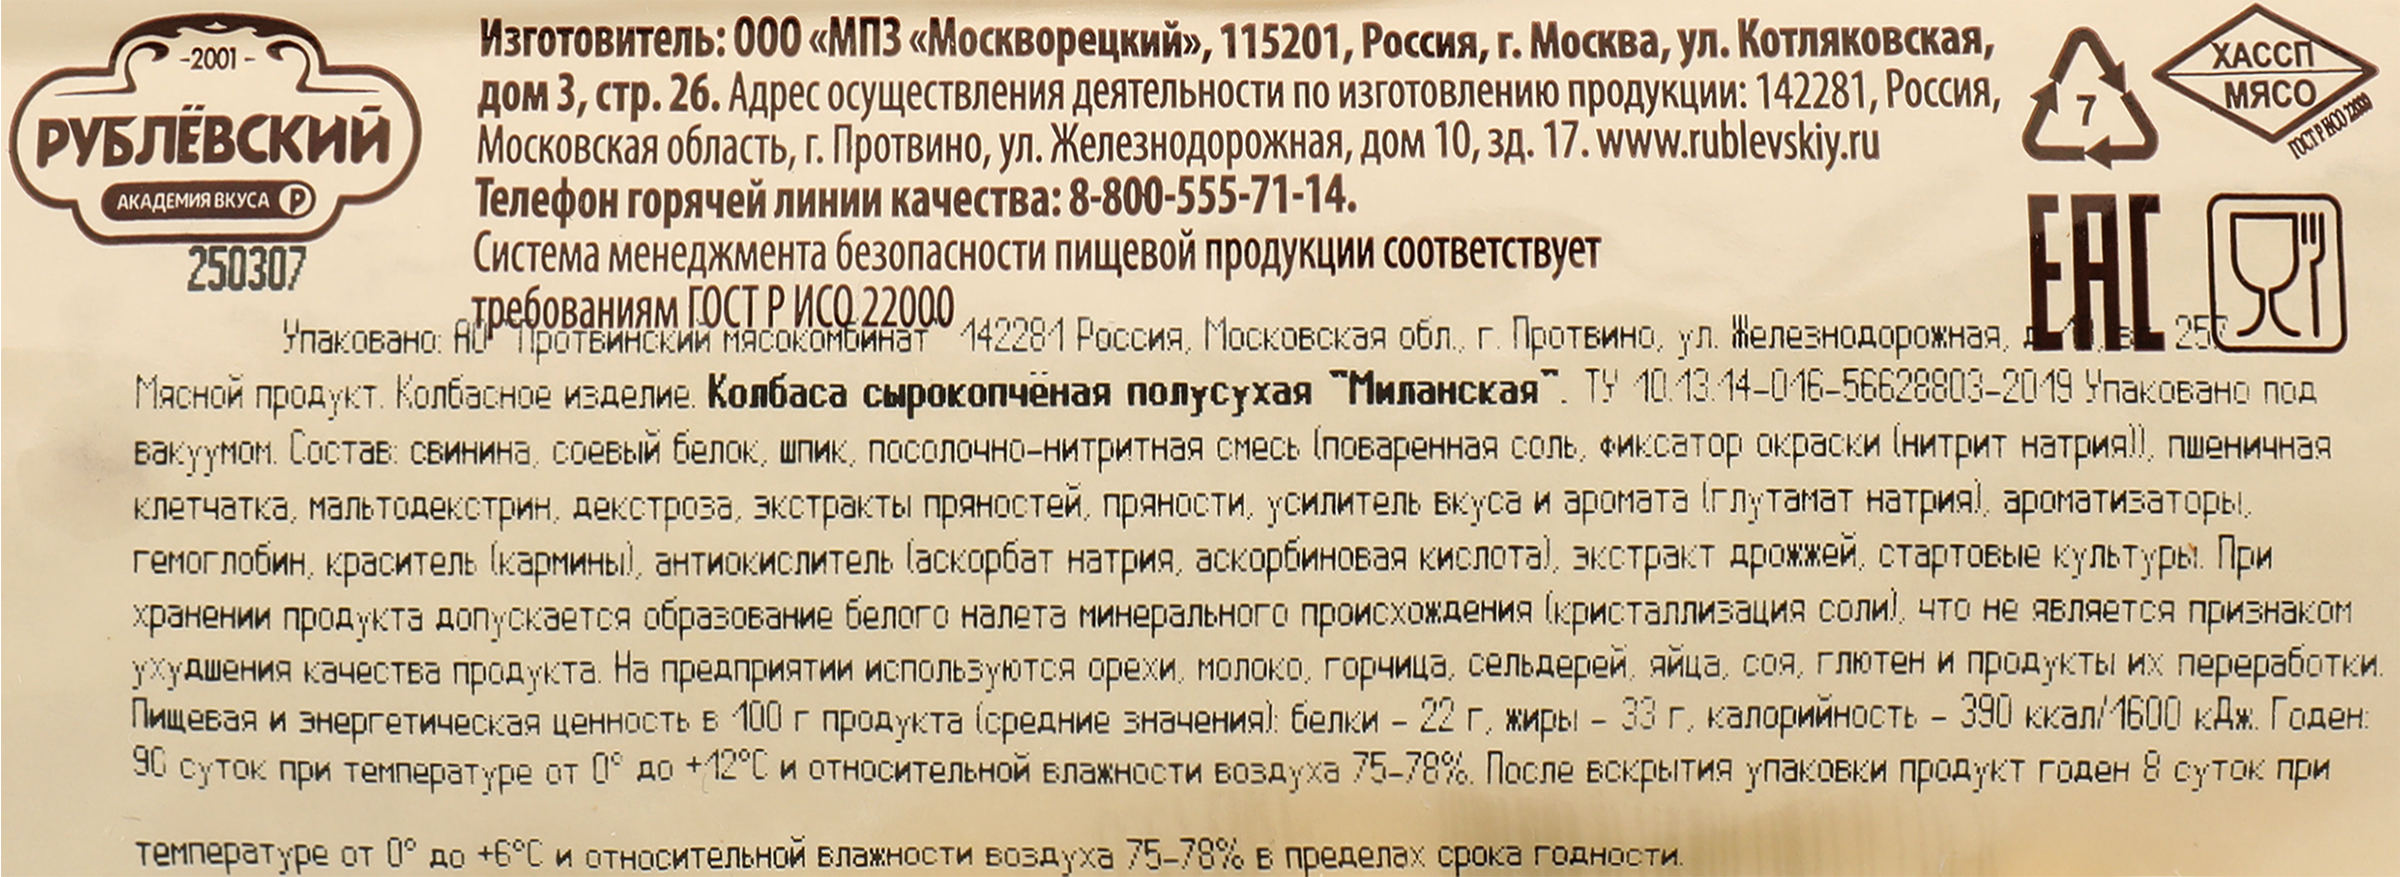 -2001-
РУБЛЁВСКИЙ
АКАДЕМИЯ ВКУСА Р
250307
Изготовитель: ООО «МПЗ «Москворецкий», 115201, Россия, г. Москва, ул. Котляковская,
дом 3, стр. 26. Адрес осуществления деятельности по изготовлению продукции: 142281, Россия,
Московская область, г. Протвино, ул. Железнодорожная, дом 10, зд. 17. www.rublevskiy.ru
Телефон горячей линии качества: 8-800-555-71-14.
Система менеджмента безопасности пищевой продукции соответствует
требованиям ГОСТ Р ИСО 22000
7
ХАССП
МЯСО
ГОСТ Р ИСО 22000
EAC
Упаковано: АО "Протвинский мясокомбинат" 142281 Россия, Московская обл., г. Протвино, ул. Железнодорожная,
Мясной продукт. Колбасное изделие. Колбаса сырокопчёная полусухая "Миланская". ТУ 10.13.14-016-56628803-2019 Упаковано под
вакуумом. Состав: свинина, соевый белок, шпик, посолочно-нитритная смесь (поваренная соль, фиксатор окраски (нитрит натрия)), пшеничная
клетчатка, мальтодекстрин, декстроза, экстракты пряностей, пряности, усилитель вкуса и аромата (глутамат натрия), ароматизаторы,
гемоглобин, краситель (кармины), антиокислитель (аскорбат натрия, аскорбиновая кислота), экстракт дрожжей, стартовые культуры. При
хранении продукта допускается образование белого налета минерального происхождения (кристаллизация соли), что не является признаком
ухудшения качества продукта. На предприятии используются орехи, молоко, горчица, сельдерей, яйца, соя, глютен и продукты их переработки.
Пищевая и энергетическая ценность в 100 г продукта (средние значения): белки - 22 г, жиры - 33 г, калорийность - 390 ккал/1600 кДж. Годен:
90 суток при температуре от 0° до +12°С и относительной влажности воздуха 75-78%. После вскрытия упаковки продукт годен 8 суток при
температуре от 0° до +6°С и относительной влажности воздуха 75-78% в пределах срока годности.